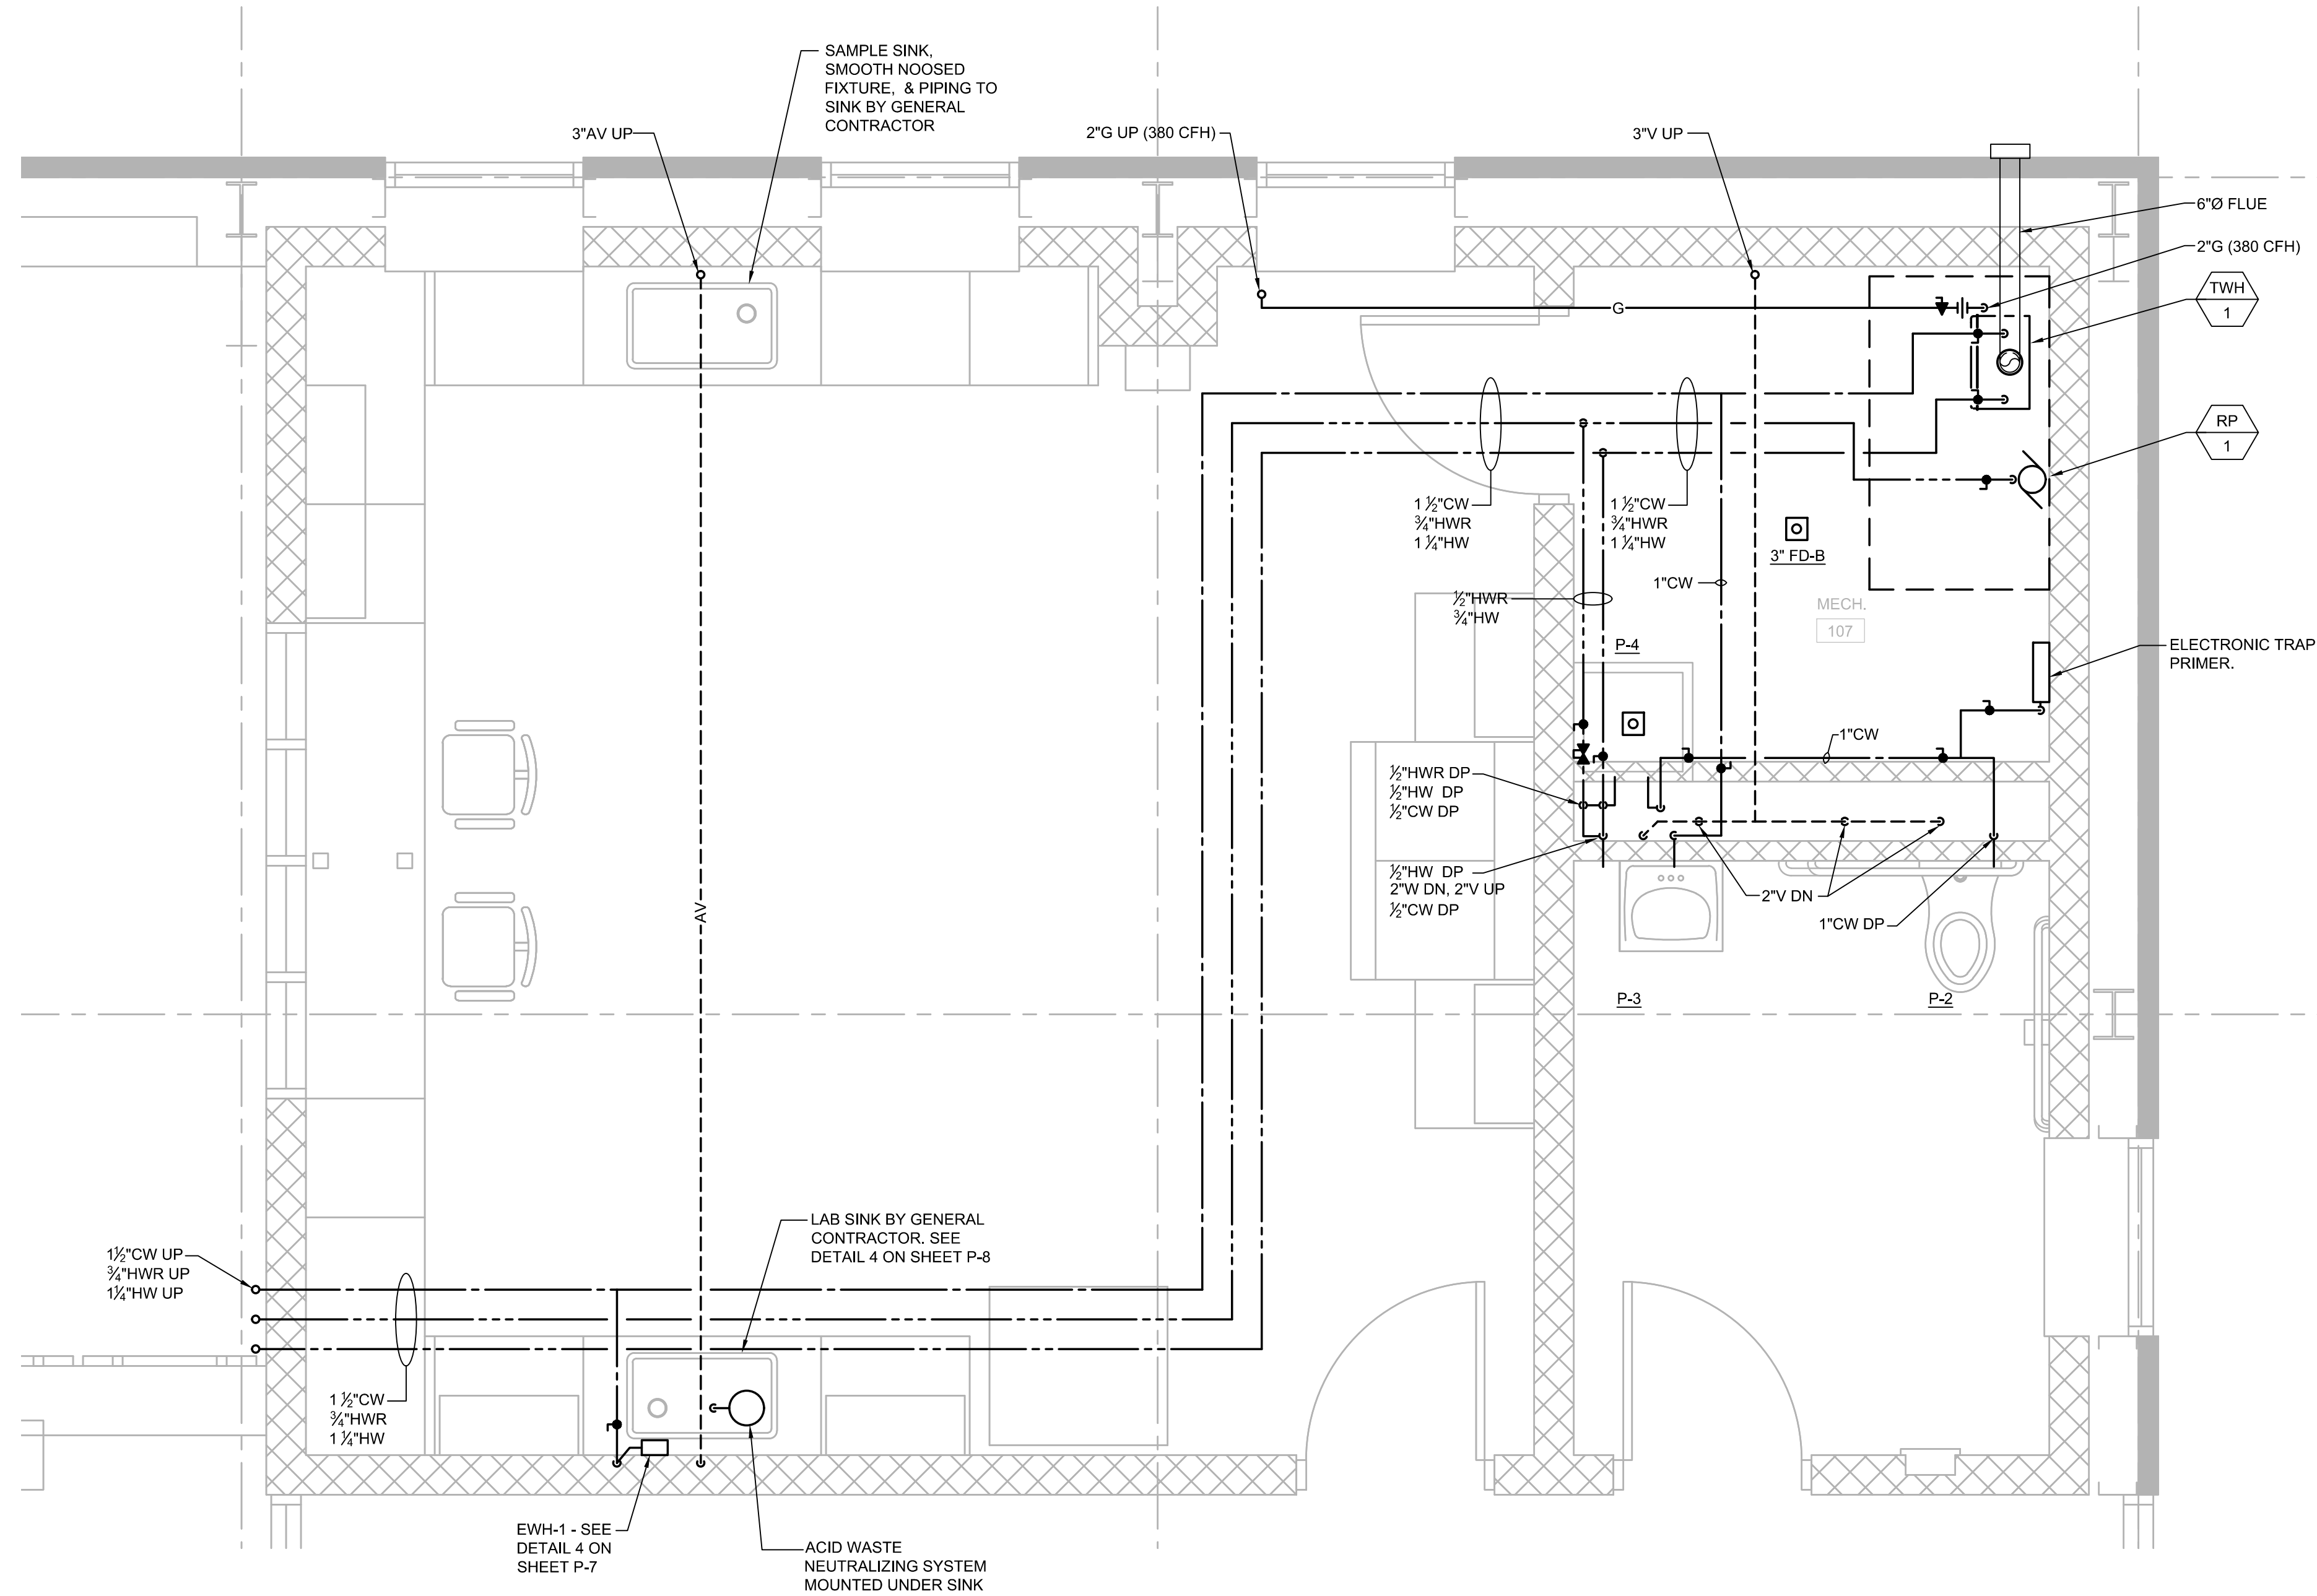 SAMPLE SINK,
SMOOTH NOOSED
FIXTURE, & PIPING TO
SINK BY GENERAL
CONTRACTOR
3"AV UP
2"G UP (380 CFH)
3"V UP
6"Ø FLUE
2"G (380 CFH)
TWH
1
G
RP
1
1 ½"CW
¾"HWR
1 ¼"HW
1 ½"CW
¾"HWR
1 ¼"HW
3" FD-B
1"CW
½"HWR
¾"HW
MECH.
107
P-4
ELECTRONIC TRAP
PRIMER.
1"CW
½"HWR DP
½"HW DP
½"CW DP
½"HW DP
2"W DN, 2"V UP
½"CW DP
2"V DN
1"CW DP
AV
P-3
P-2
LAB SINK BY GENERAL
CONTRACTOR. SEE
DETAIL 4 ON SHEET P-8
1½"CW UP
¾"HWR UP
1¼"HW UP
1 ½"CW
¾"HWR
1 ¼"HW
EWH-1 - SEE
DETAIL 4 ON
SHEET P-7
ACID WASTE
NEUTRALIZING SYSTEM
MOUNTED UNDER SINK